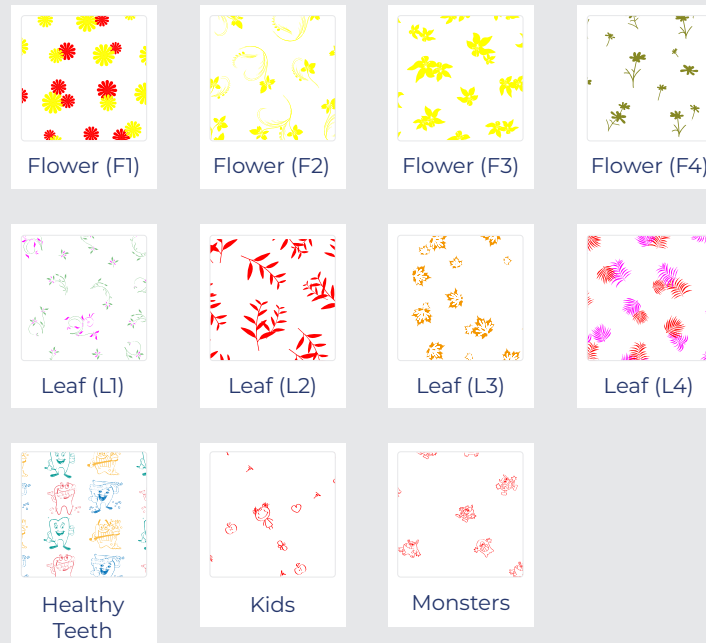 Flower (F1)
Flower (F2)
Flower (F3)
Flower (F4)
Leaf (L1)
Leaf (L2)
Leaf (L3)
Leaf (L4)
Healthy
Teeth
Kids
Monsters